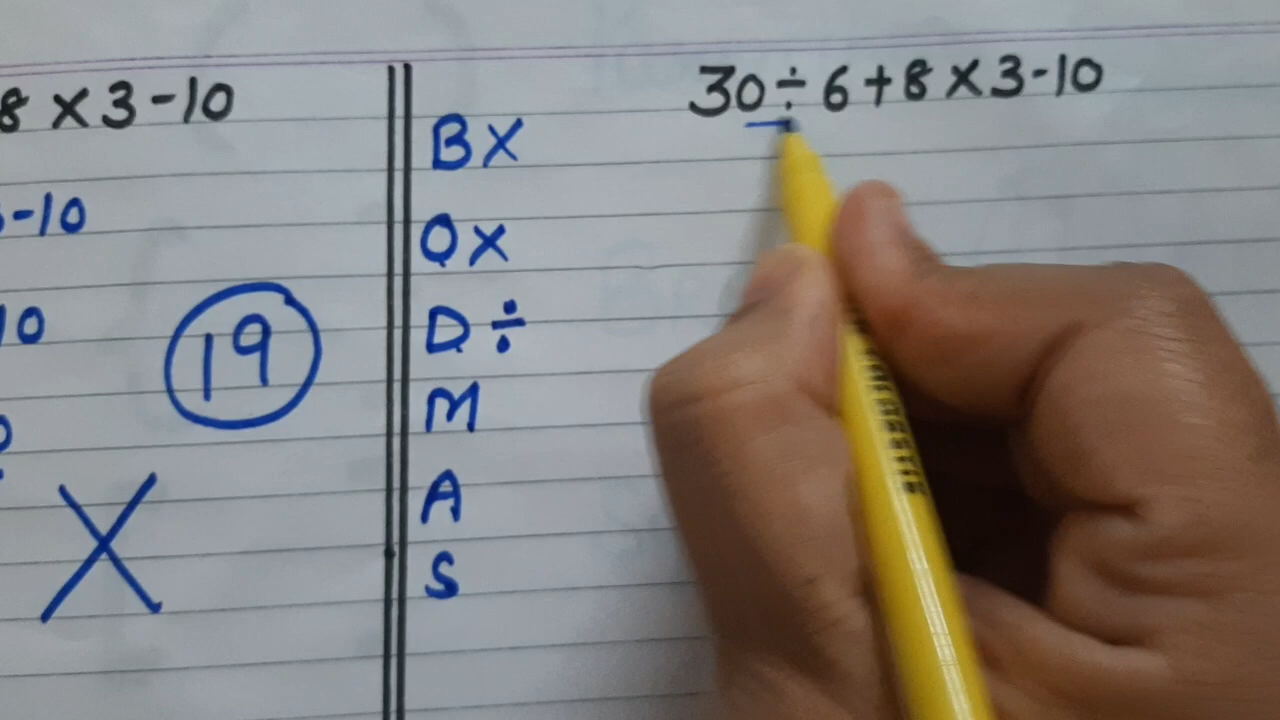 8 × 3 - 10
- 10
10
19
30 ÷ 6 + 8 × 3 - 10
B X
O X
D ÷
M
A
S